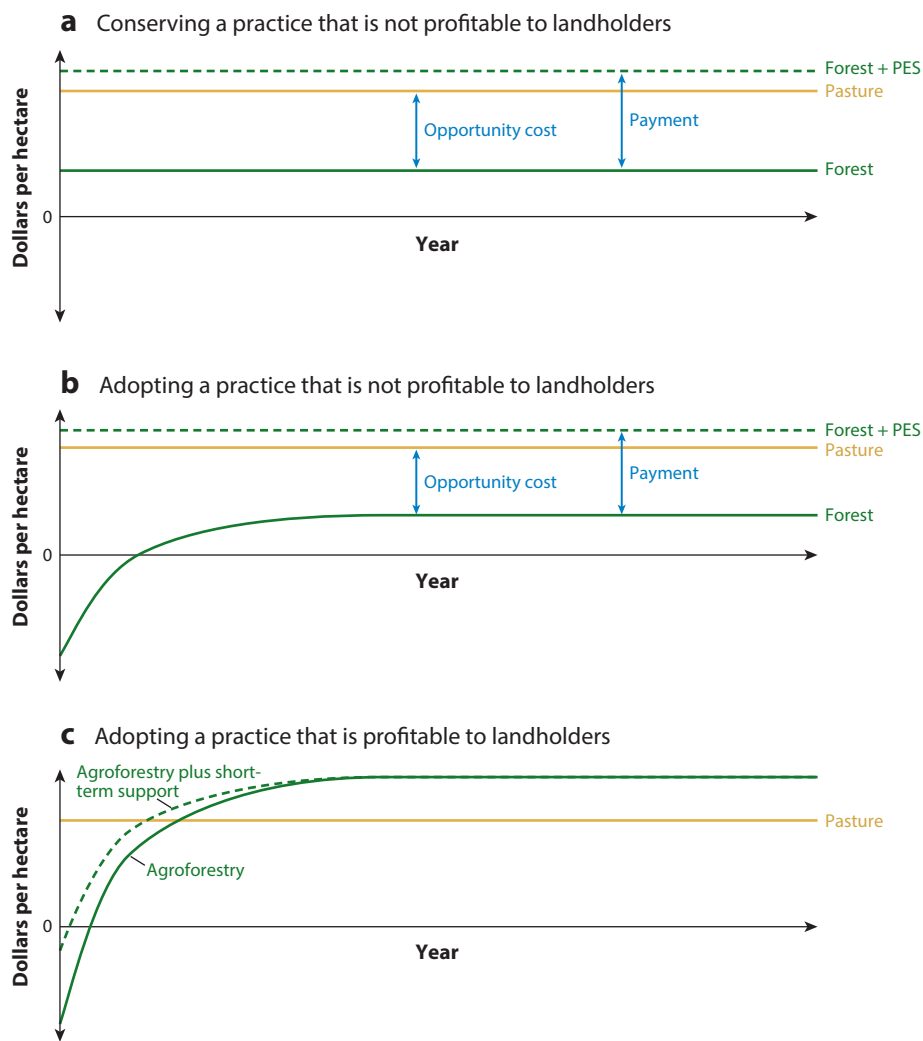 a Conserving a practice that is not profitable to landholders
Dollars per hectare
0
Forest + PES
Pasture
Opportunity cost
Payment
Forest
Year
b Adopting a practice that is not profitable to landholders
Dollars per hectare
0
Forest + PES
Pasture
Opportunity cost
Payment
Forest
Year
c Adopting a practice that is profitable to landholders
Dollars per hectare
0
Agroforestry plus short-
term support
Pasture
Agroforestry
Year